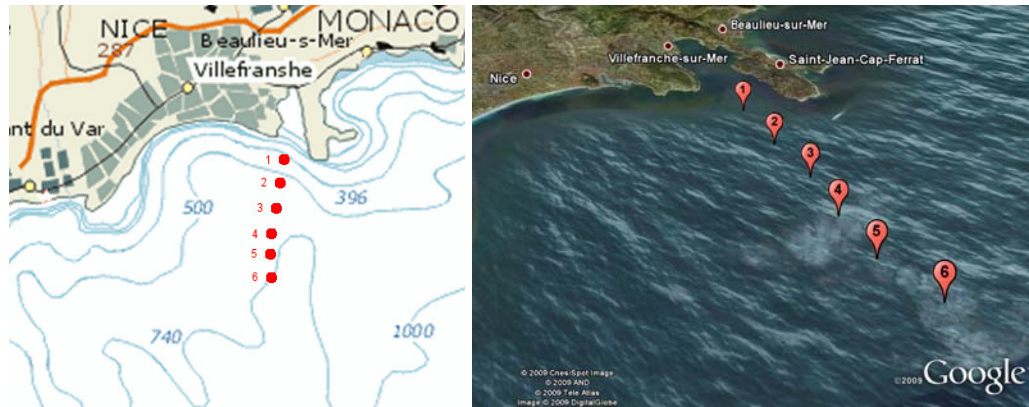 NICE
MONACO
287
Beaulieu-s-Mer
Villefranshe
nt du Var
1
2
3
4
5
6
396
500
740
1000
Beaulieu-sur-Mer
Villefranche-sur-Mer
Saint-Jean-Cap-Ferrat
Nice
1
2
3
4
5
6
© 2009 Cnes/Spot Image
© 2009 AND
© 2009 Tele Atlas
Image © 2009 DigitalGlobe
©2009 Google